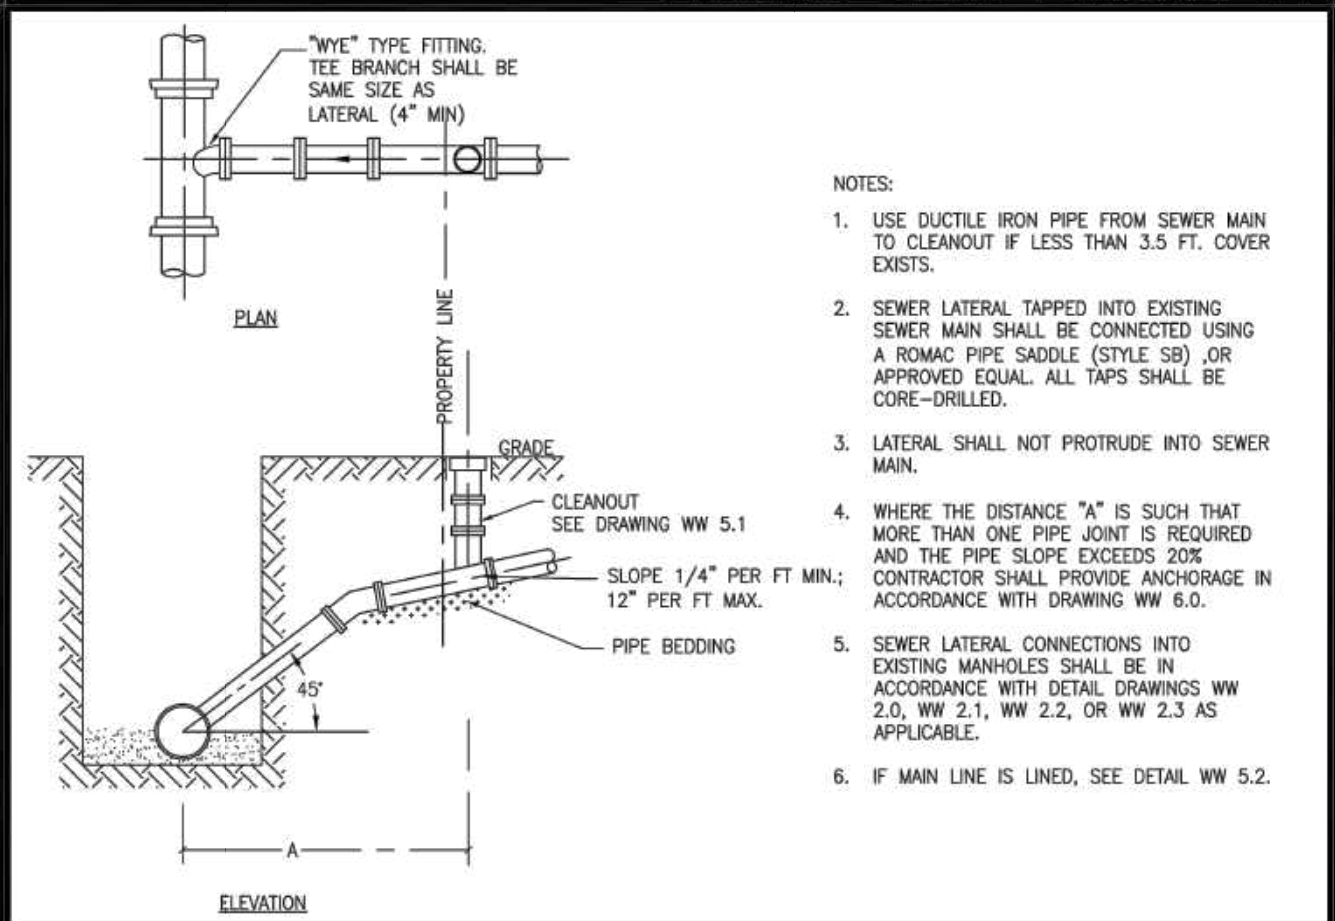 "WYE" TYPE FITTING.
TEE BRANCH SHALL BE
SAME SIZE AS
LATERAL (4" MIN)
PLAN
PROPERTY LINE
GRADE
CLEANOUT
SEE DRAWING WW 5.1
SLOPE 1/4" PER FT MIN.;
12" PER FT MAX.
PIPE BEDDING
45°
A
ELEVATION
NOTES:
1. USE DUCTILE IRON PIPE FROM SEWER MAIN
TO CLEANOUT IF LESS THAN 3.5 FT. COVER
EXISTS.
2. SEWER LATERAL TAPPED INTO EXISTING
SEWER MAIN SHALL BE CONNECTED USING
A ROMAC PIPE SADDLE (STYLE SB) ,OR
APPROVED EQUAL. ALL TAPS SHALL BE
CORE-DRILLED.
3. LATERAL SHALL NOT PROTRUDE INTO SEWER
MAIN.
4. WHERE THE DISTANCE "A" IS SUCH THAT
MORE THAN ONE PIPE JOINT IS REQUIRED
AND THE PIPE SLOPE EXCEEDS 20%
CONTRACTOR SHALL PROVIDE ANCHORAGE IN
ACCORDANCE WITH DRAWING WW 6.0.
5. SEWER LATERAL CONNECTIONS INTO
EXISTING MANHOLES SHALL BE IN
ACCORDANCE WITH DETAIL DRAWINGS WW
2.0, WW 2.1, WW 2.2, OR WW 2.3 AS
APPLICABLE.
6. IF MAIN LINE IS LINED, SEE DETAIL WW 5.2.